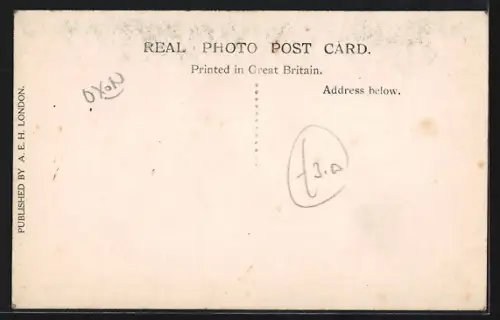 REAL PHOTO POST CARD.
Printed in Great Britain.
OXON
Address below.
PUBLISHED BY A. E. H. LONDON.